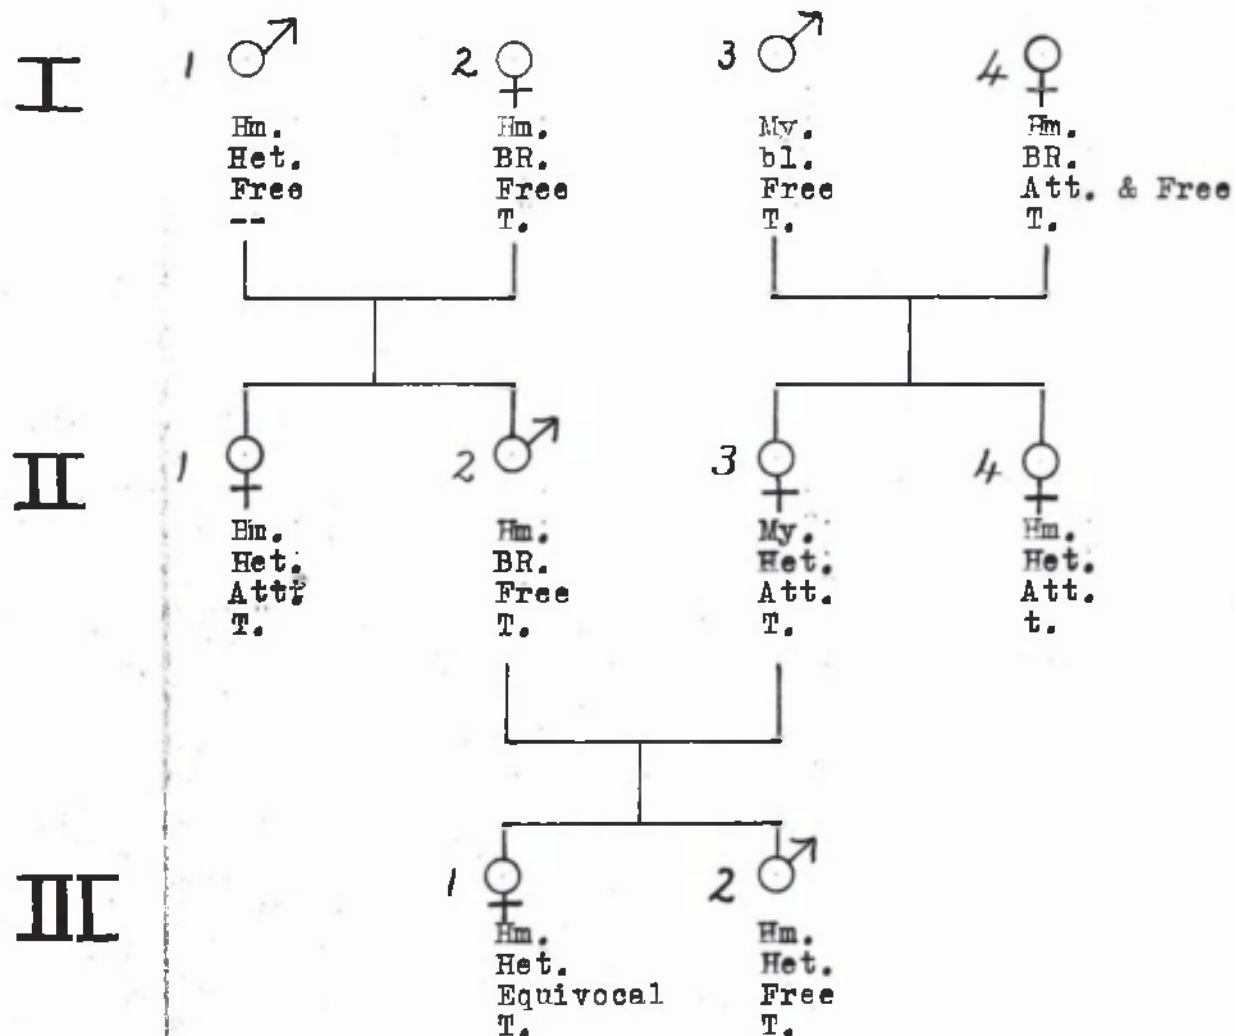 I
1
Hm.
Het.
Free
--
2
Hm.
BR.
Free
T.
3
My.
bl.
Free
T.
4
Hm.
BR.
Att. & Free
T.
II
1
Hm.
Het.
Att.
T.
2
Hm.
BR.
Free
T.
3
My.
Het.
Att.
T.
4
Hm.
Het.
Att.
t.
III
1
Hm.
Het.
Equivocal
T.
2
Hm.
Het.
Free
T.